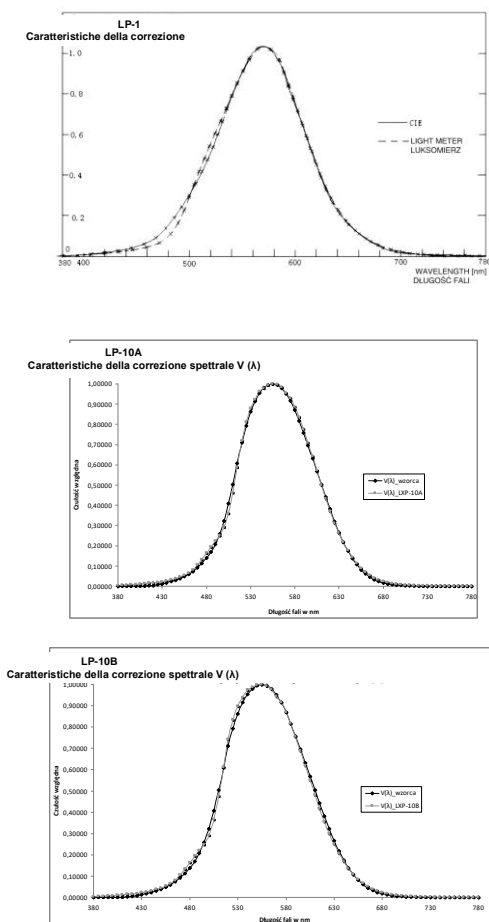 LP-1
Caratteristiche della correzione
1.0
0.8
0.6
0.4
0.2
0
CIE
LIGHT METER
LUKSOMIERZ
380 400 500 600 700 780
WAVELENGTH [nm]
DŁUGOŚĆ FALI
LP-10A
Caratteristiche della correzione spettrale V (λ)
1,00000
0,90000
0,80000
0,70000
0,60000
0,50000
0,40000
0,30000
0,20000
0,10000
0,00000
Czułość względna
V(λ)_wzorca
V(λ)_LXP-10A
380 430 480 530 580 630 680 730 780
Długość fali w nm
LP-10B
Caratteristiche della correzione spettrale V (λ)
1,00000
0,90000
0,80000
0,70000
0,60000
0,50000
0,40000
0,30000
0,20000
0,10000
0,00000
Czułość względna
V(λ)_wzorca
V(λ)_LXP-10B
380 430 480 530 580 630 680 730 780
Długość fali w nm